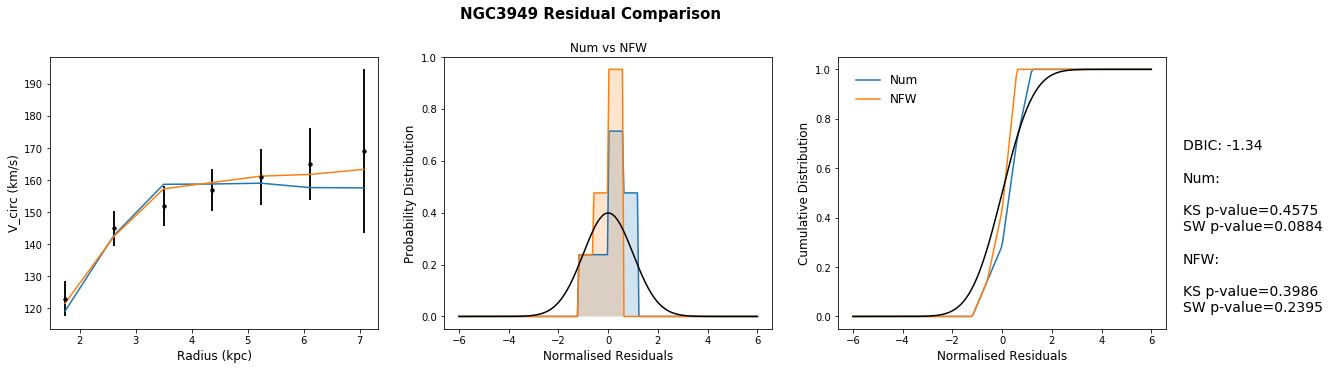 NGC3949 Residual Comparison
V_circ (km/s)
190
180
170
160
150
140
130
120
2 3 4 5 6 7
Radius (kpc)
Num vs NFW
Probability Distribution
1.0
0.8
0.6
0.4
0.2
0.0
−6 −4 −2 0 2 4 6
Normalised Residuals
Cumulative Distribution
1.0
0.8
0.6
0.4
0.2
0.0
Num
NFW
−6 −4 −2 0 2 4 6
Normalised Residuals
DBIC: -1.34
Num:
KS p-value=0.4575
SW p-value=0.0884
NFW:
KS p-value=0.3986
SW p-value=0.2395